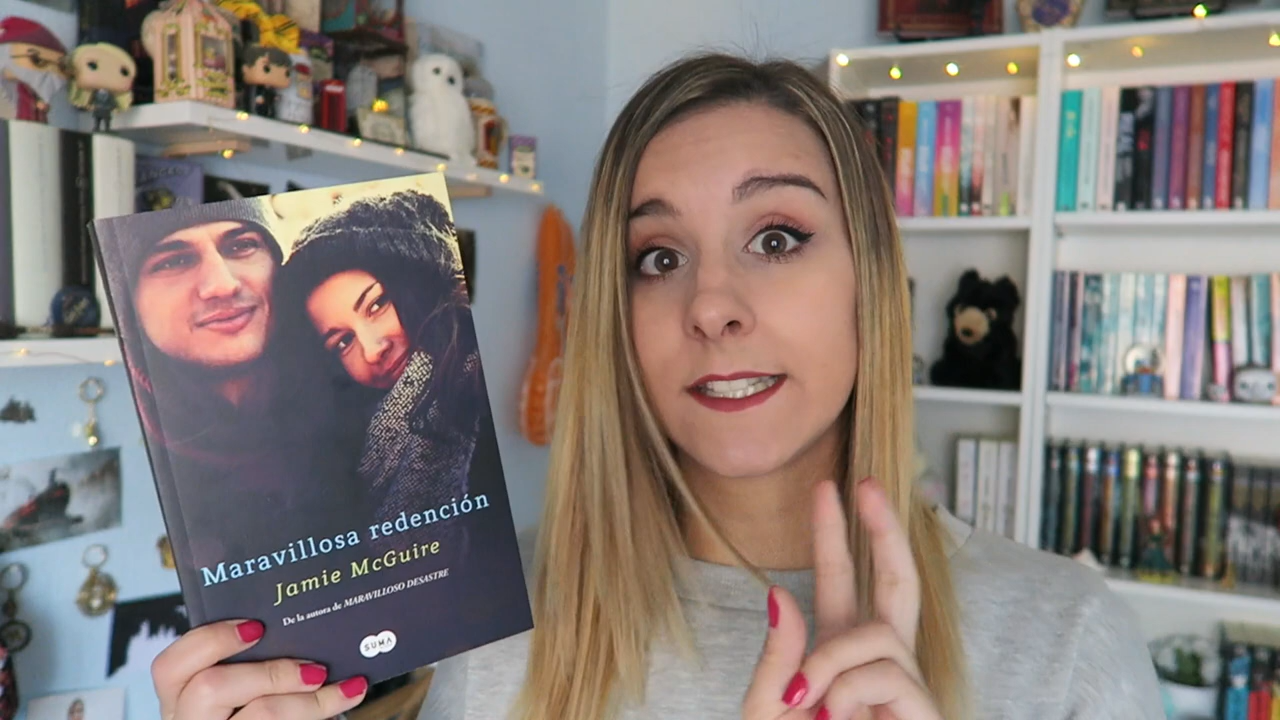 Maravillosa redención
Jamie McGuire
De la autora de MARAVILLOSO DESASTRE
SUMA